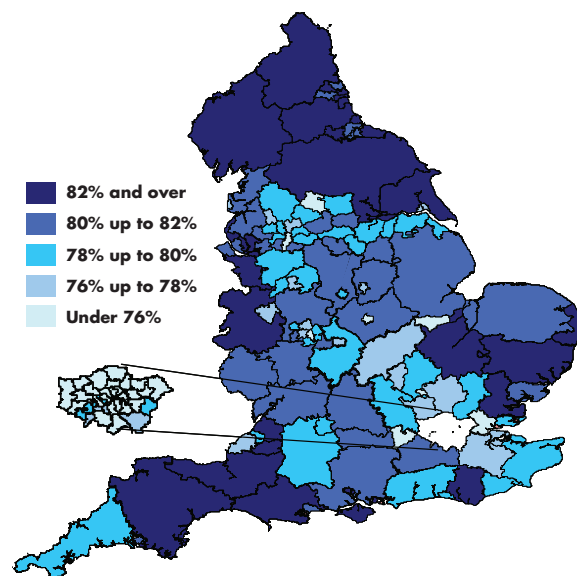 82% and over
80% up to 82%
78% up to 80%
76% up to 78%
Under 76%